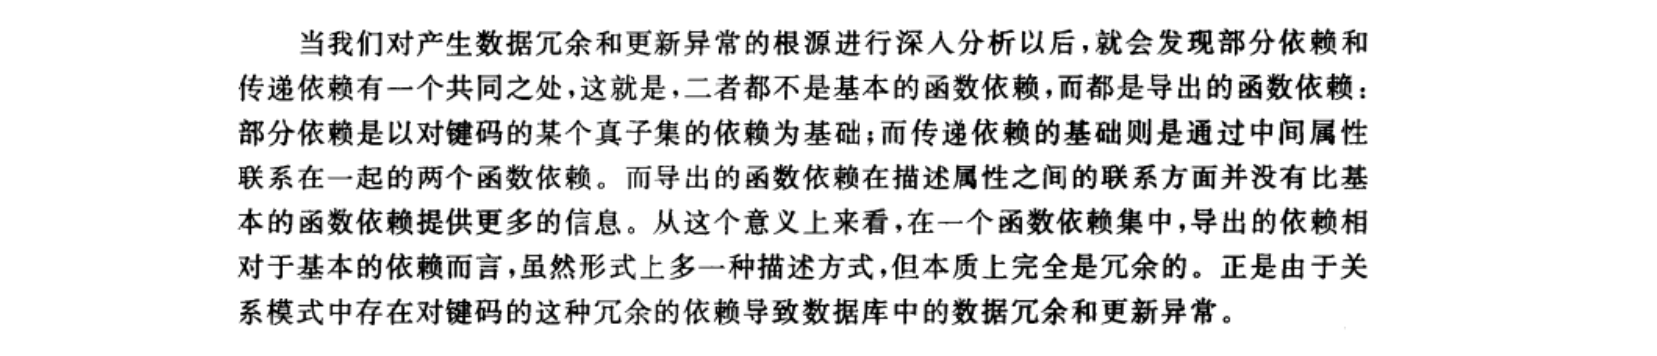 当我们对产生数据冗余和更新异常的根源进行深入分析以后,就会发现部分依赖和
传递依赖有一个共同之处,这就是,二者都不是基本的函数依赖,而都是导出的函数依赖:
部分依赖是以对键码的某个真子集的依赖为基础;而传递依赖的基础则是通过中间属性
联系在一起的两个函数依赖。而导出的函数依赖在描述属性之间的联系方面并没有比基
本的函数依赖提供更多的信息。从这个意义上来看,在一个函数依赖集中,导出的依赖相
对于基本的依赖而言,虽然形式上多一种描述方式,但本质上完全是冗余的。正是由于关
系模式中存在对键码的这种冗余的依赖导致数据库中的数据冗余和更新异常。